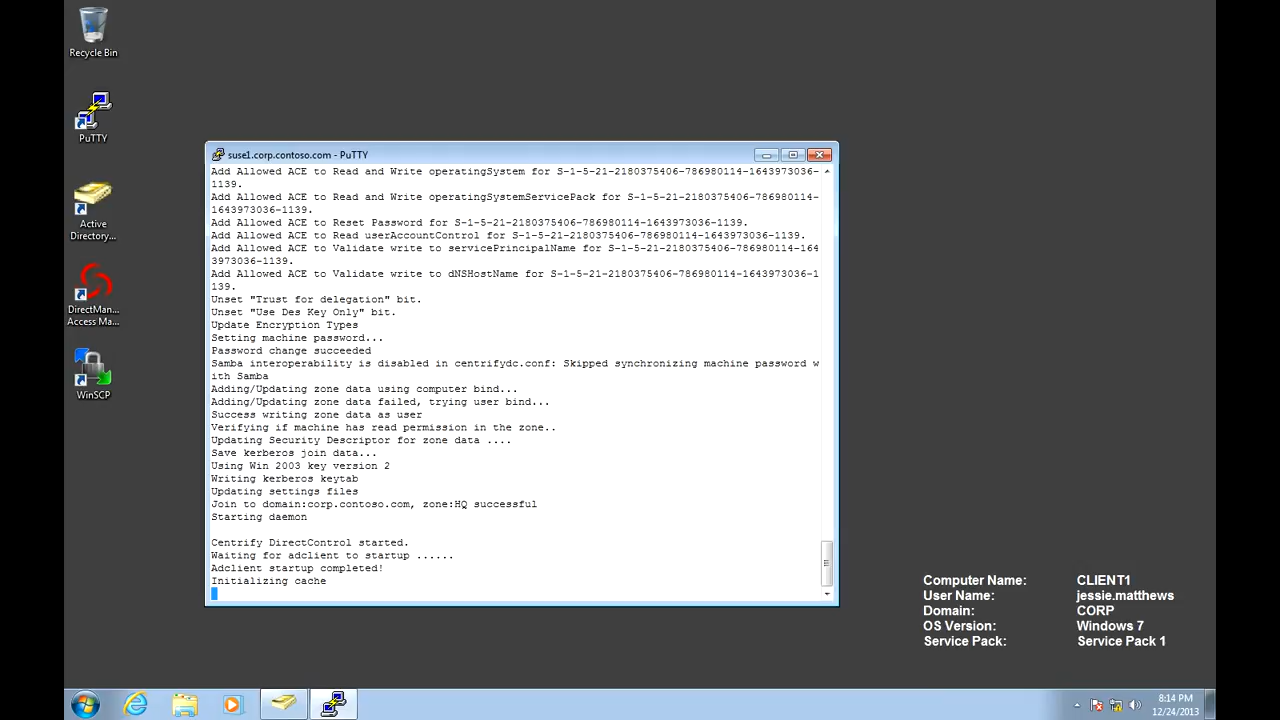 Recycle Bin
PuTTY
Active
Directory...
DirectMan...
Access Ma...
WinSCP
suse1.corp.contoso.com - PuTTY
Add Allowed ACE to Read and Write operatingSystem for S-1-5-21-2180375406-786980114-1643973036-
1139.
Add Allowed ACE to Read and Write operatingSystemServicePack for S-1-5-21-2180375406-786980114-
1643973036-1139.
Add Allowed ACE to Reset Password for S-1-5-21-2180375406-786980114-1643973036-1139.
Add Allowed ACE to Read userAccountControl for S-1-5-21-2180375406-786980114-1643973036-1139.
Add Allowed ACE to Validate write to servicePrincipalName for S-1-5-21-2180375406-786980114-164
3973036-1139.
Add Allowed ACE to Validate write to dNSHostName for S-1-5-21-2180375406-786980114-1643973036-1
139.
Unset "Trust for delegation" bit.
Unset "Use Des Key Only" bit.
Update Encryption Types
Setting machine password...
Password change succeeded
Samba interoperability is disabled in centrifydc.conf: Skipped synchronizing machine password w
ith Samba
Adding/Updating zone data using computer bind...
Adding/Updating zone data failed, trying user bind...
Success writing zone data as user
Verifying if machine has read permission in the zone..
Updating Security Descriptor for zone data ....
Save kerberos join data...
Using Win 2003 key version 2
Writing kerberos keytab
Updating settings files
Join to domain:corp.contoso.com, zone:HQ successful
Starting daemon
Centrify DirectControl started.
Waiting for adclient to startup ......
Adclient startup completed!
Initializing cache
Computer Name: CLIENT1
User Name: jessie.matthews
Domain: CORP
OS Version: Windows 7
Service Pack: Service Pack 1
8:14 PM
12/24/2013